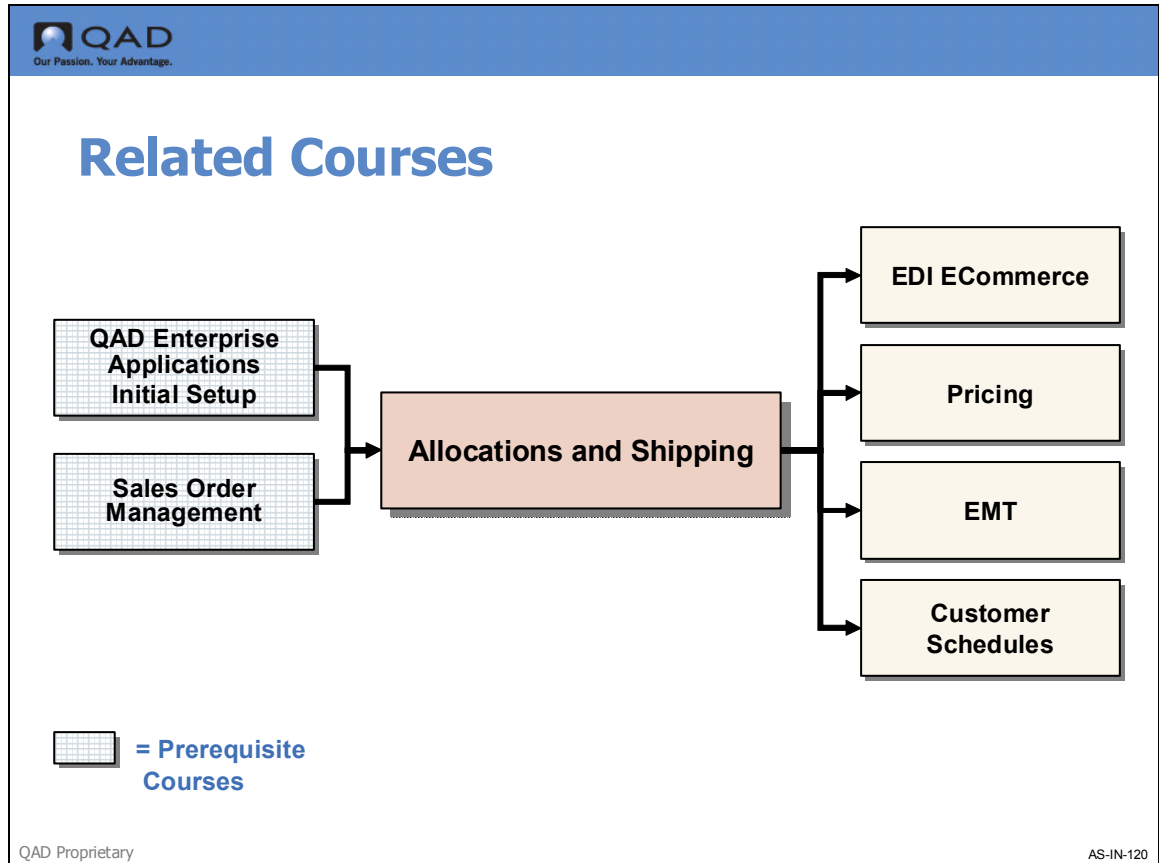 QAD
Our Passion. Your Advantage.
Related Courses
QAD Enterprise
Applications
Initial Setup
Sales Order
Management
Allocations and Shipping
EDI ECommerce
Pricing
EMT
Customer
Schedules
= Prerequisite
Courses
QAD Proprietary
AS-IN-120